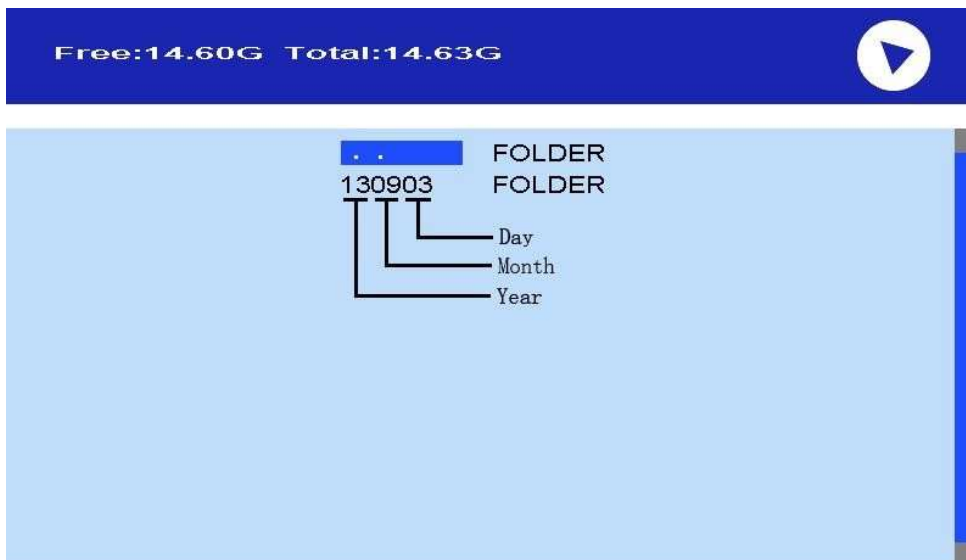 Free:14.60G Total:14.63G
. . FOLDER
130903 FOLDER
Day
Month
Year